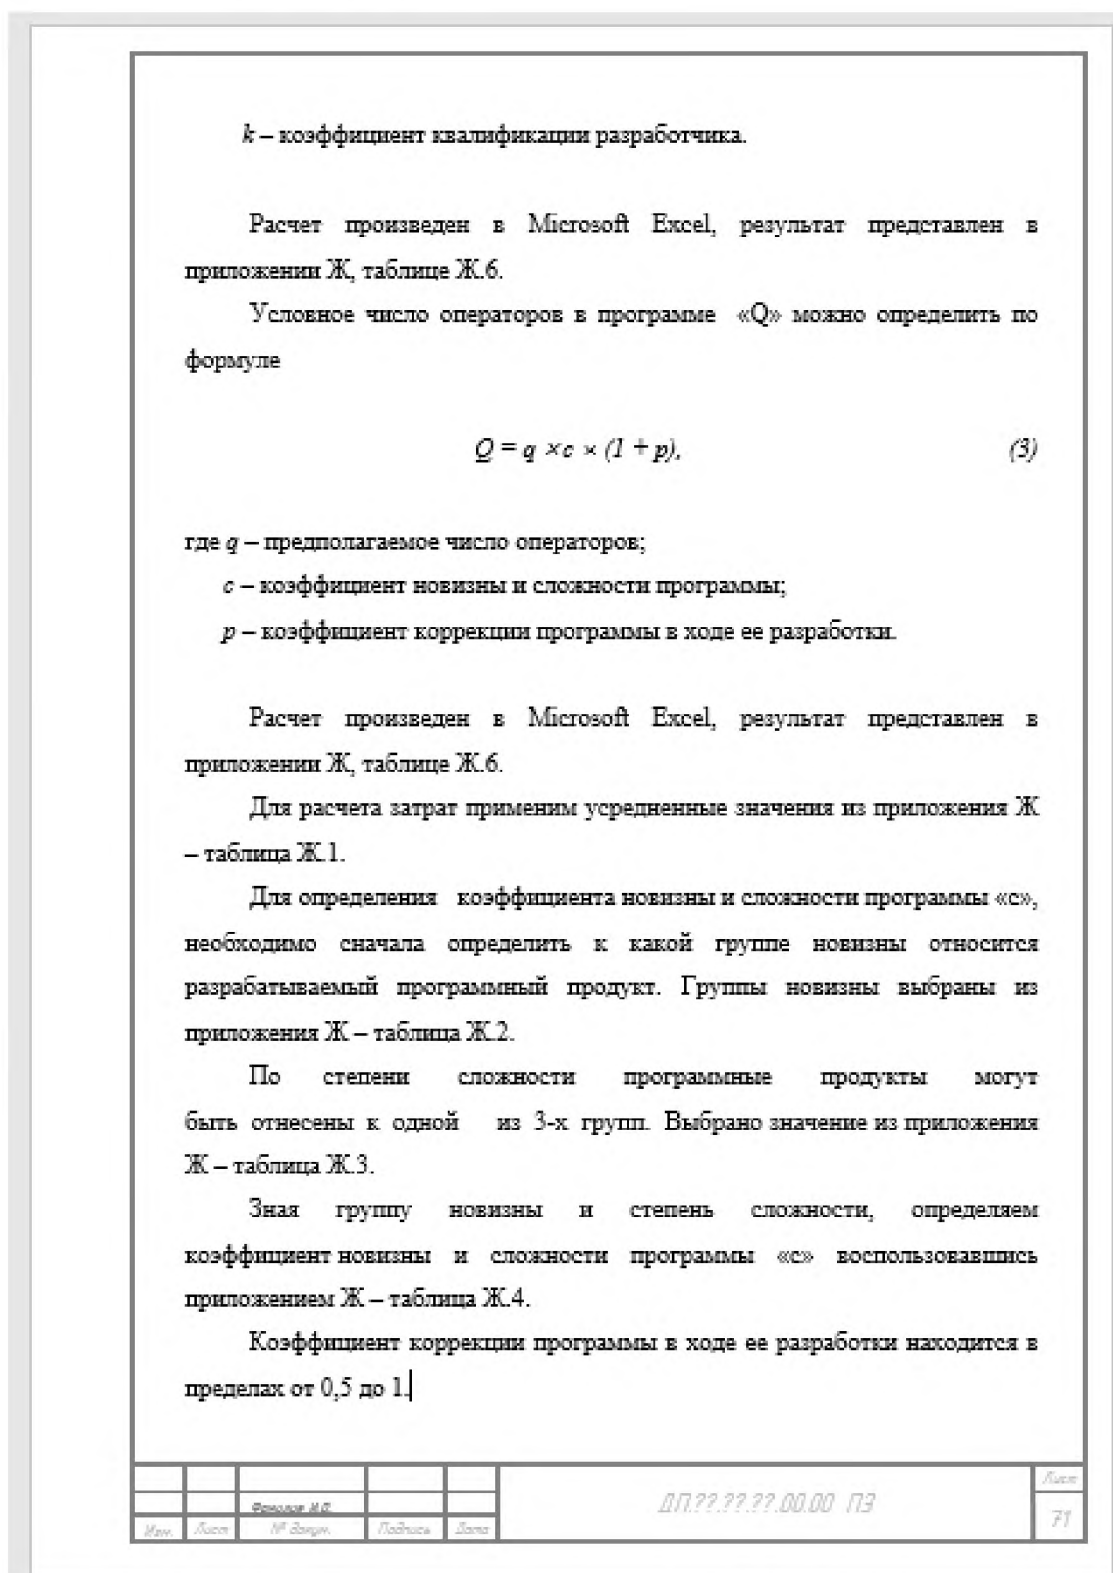 k – коэффициент квалификации разработчика.
Расчет произведен в Microsoft Excel, результат представлен в
приложении Ж, таблице Ж.6.
Условное число операторов в программе «Q» можно определить по
формуле
Q = q × c × (1 + p), (3)
где q – предполагаемое число операторов;
c – коэффициент новизны и сложности программы;
p – коэффициент коррекции программы в ходе ее разработки.
Расчет произведен в Microsoft Excel, результат представлен в
приложении Ж, таблице Ж.6.
Для расчета затрат применим усредненные значения из приложения Ж
– таблица Ж.1.
Для определения коэффициента новизны и сложности программы «с»,
необходимо сначала определить к какой группе новизны относится
разрабатываемый программный продукт. Группы новизны выбраны из
приложения Ж – таблица Ж.2.
По степени сложности программные продукты могут
быть отнесены к одной из 3-х групп. Выбрано значение из приложения
Ж – таблица Ж.3.
Зная группу новизны и степень сложности, определяем
коэффициент новизны и сложности программы «с» воспользовавшись
приложением Ж – таблица Ж.4.
Коэффициент коррекции программы в ходе ее разработки находится в
пределах от 0,5 до 1.
Фамилия И.О.
Изм. Лист № докум. Подпись Дата
ДП.??.??.??.00.00 ПЗ
Лист
71